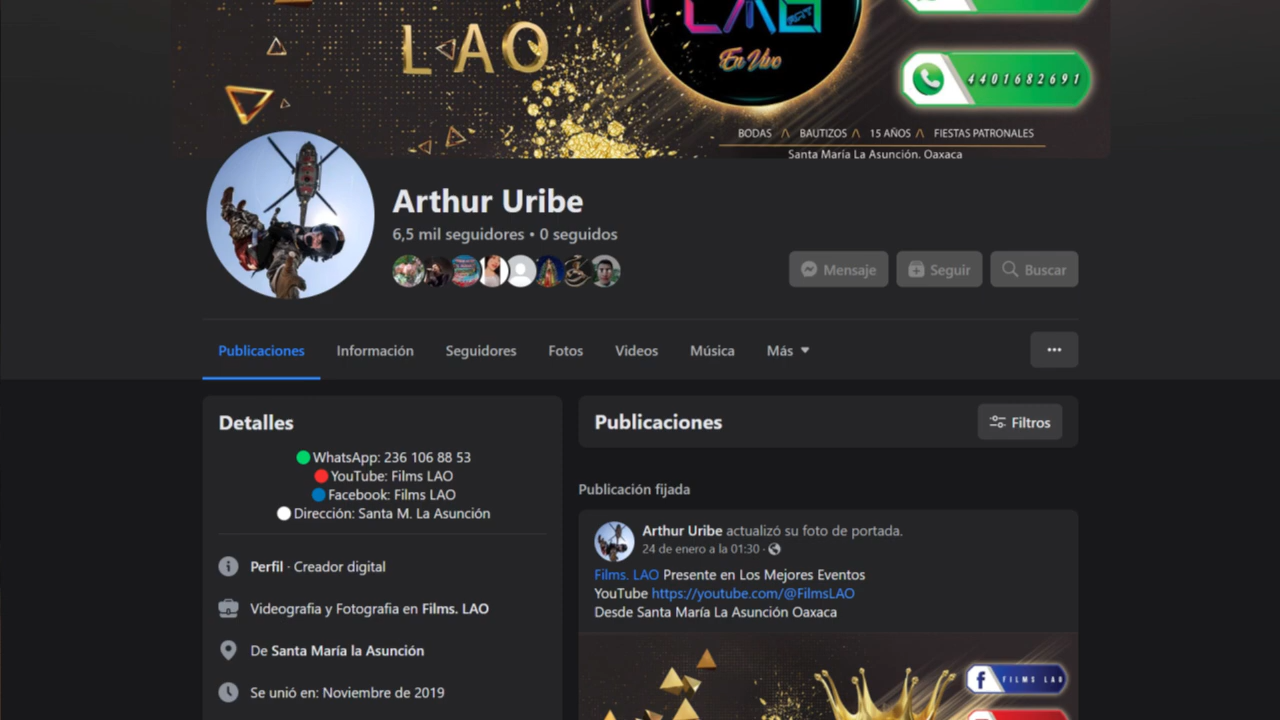 LAO
LAO
En Vivo
4401682691
BODAS BAUTIZOS 15 AÑOS FIESTAS PATRONALES
Santa María La Asunción. Oaxaca
Arthur Uribe
6,5 mil seguidores • 0 seguidos
Mensaje
Seguir
Buscar
Publicaciones
Información
Seguidores
Fotos
Videos
Música
Más
Detalles
WhatsApp: 236 106 88 53
YouTube: Films LAO
Facebook: Films LAO
Dirección: Santa M. La Asunción
Perfil · Creador digital
Videografia y Fotografia en Films. LAO
De Santa María la Asunción
Se unió en: Noviembre de 2019
Publicaciones
Filtros
Publicación fijada
Arthur Uribe actualizó su foto de portada.
24 de enero a la 01:30 ·
Films. LAO Presente en Los Mejores Eventos
YouTube https://youtube.com/@FilmsLAO
Desde Santa María La Asunción Oaxaca
FILMS LAO